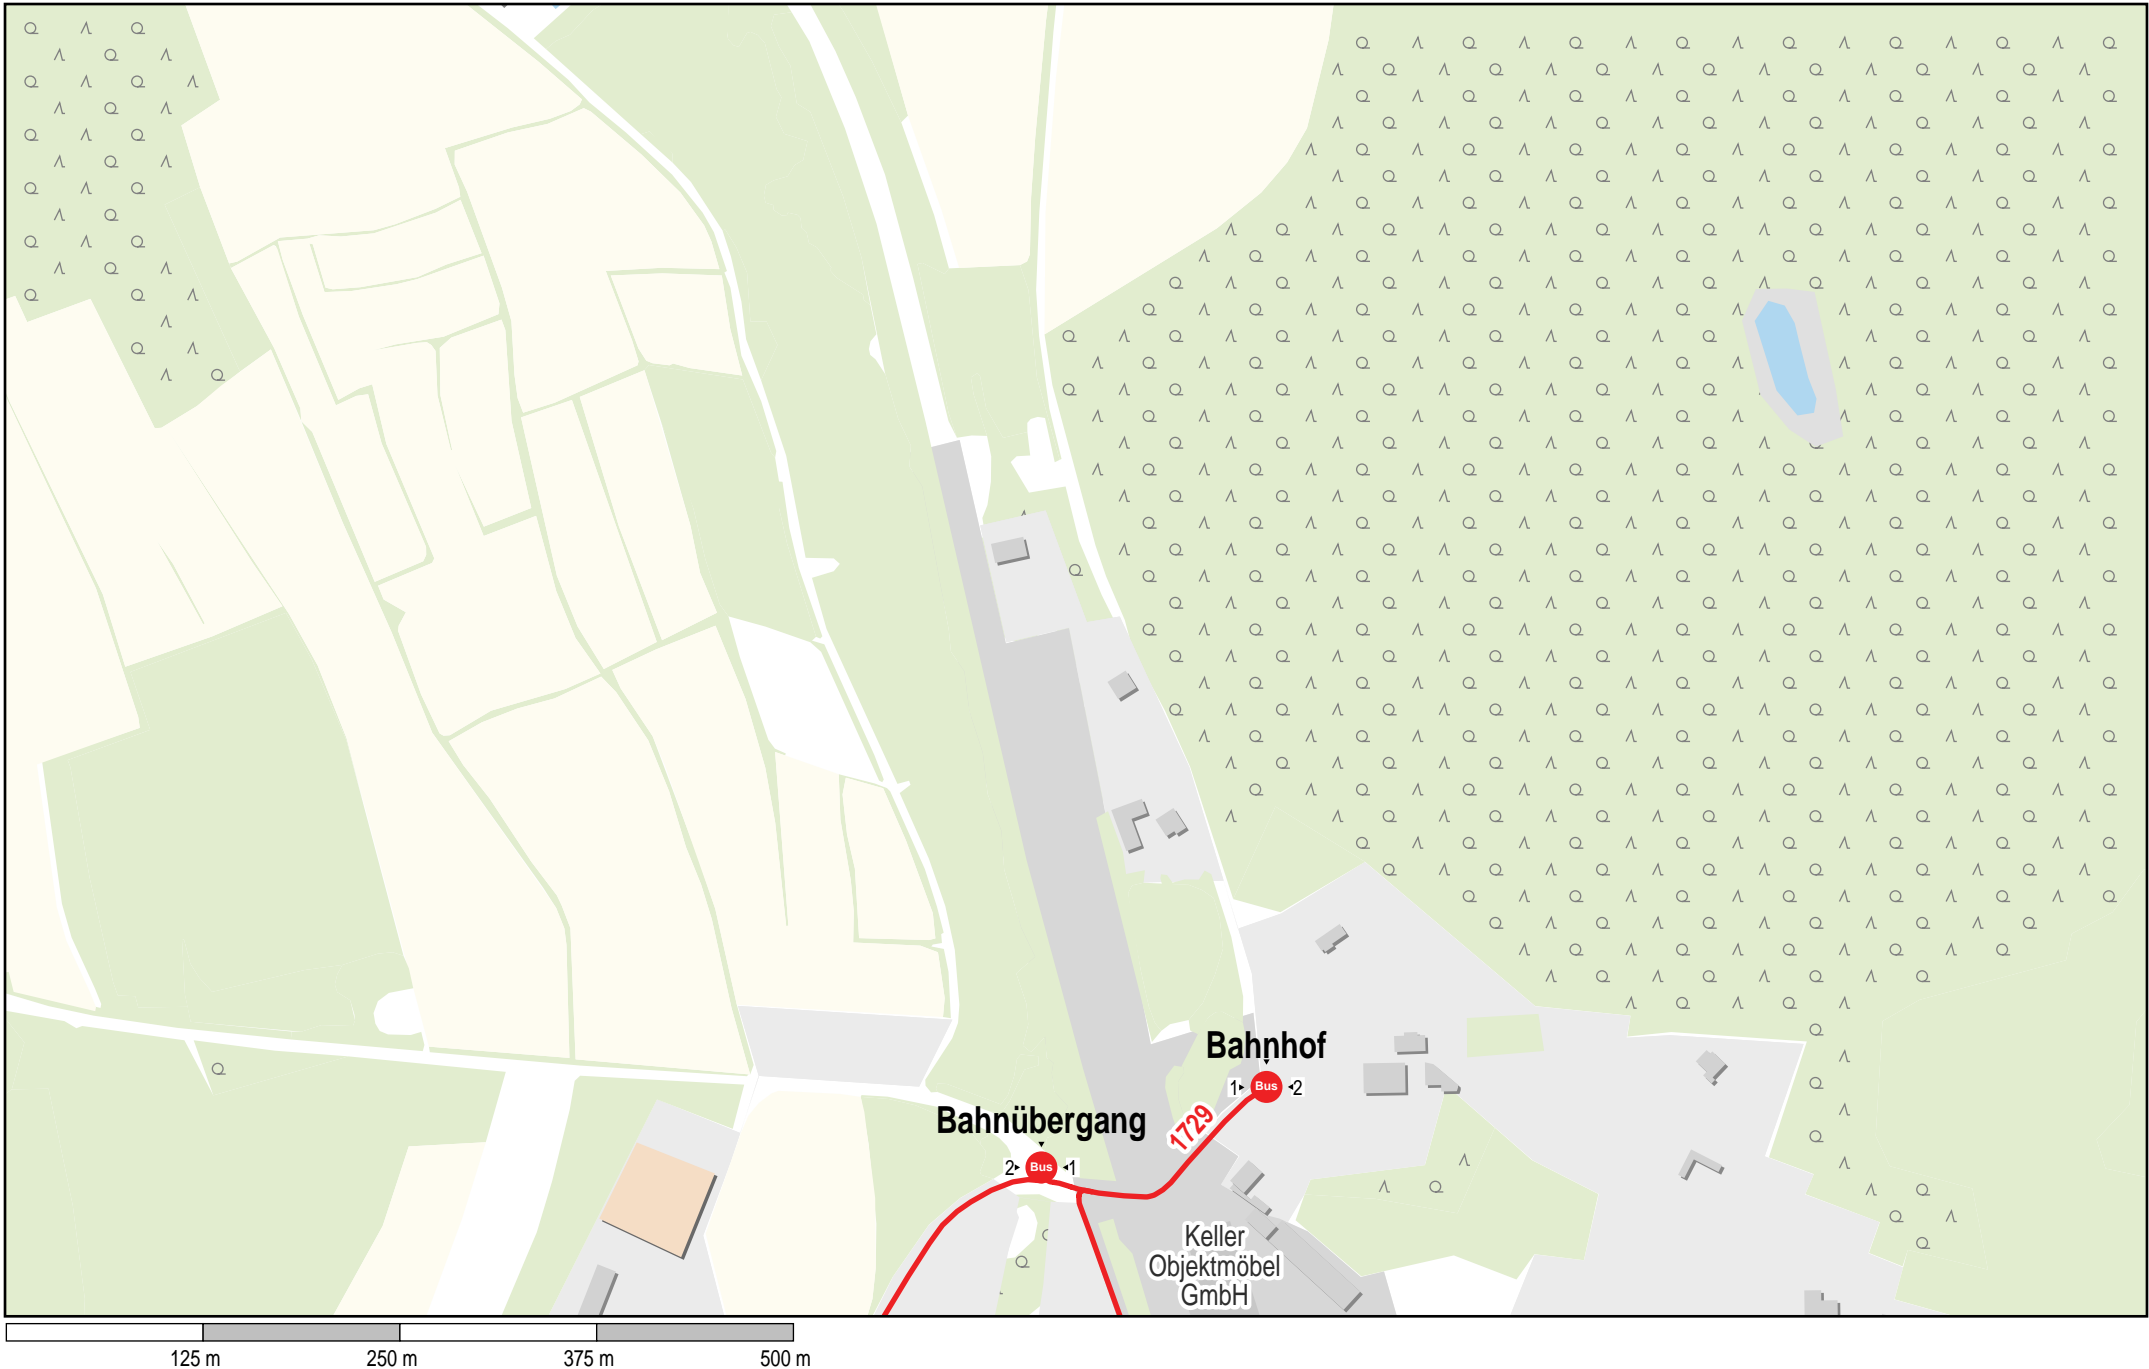 Bahnhof
1 Bus 2
Bahnübergang
2 Bus 1
1729
Keller
Objektmöbel
GmbH
125 m 250 m 375 m 500 m